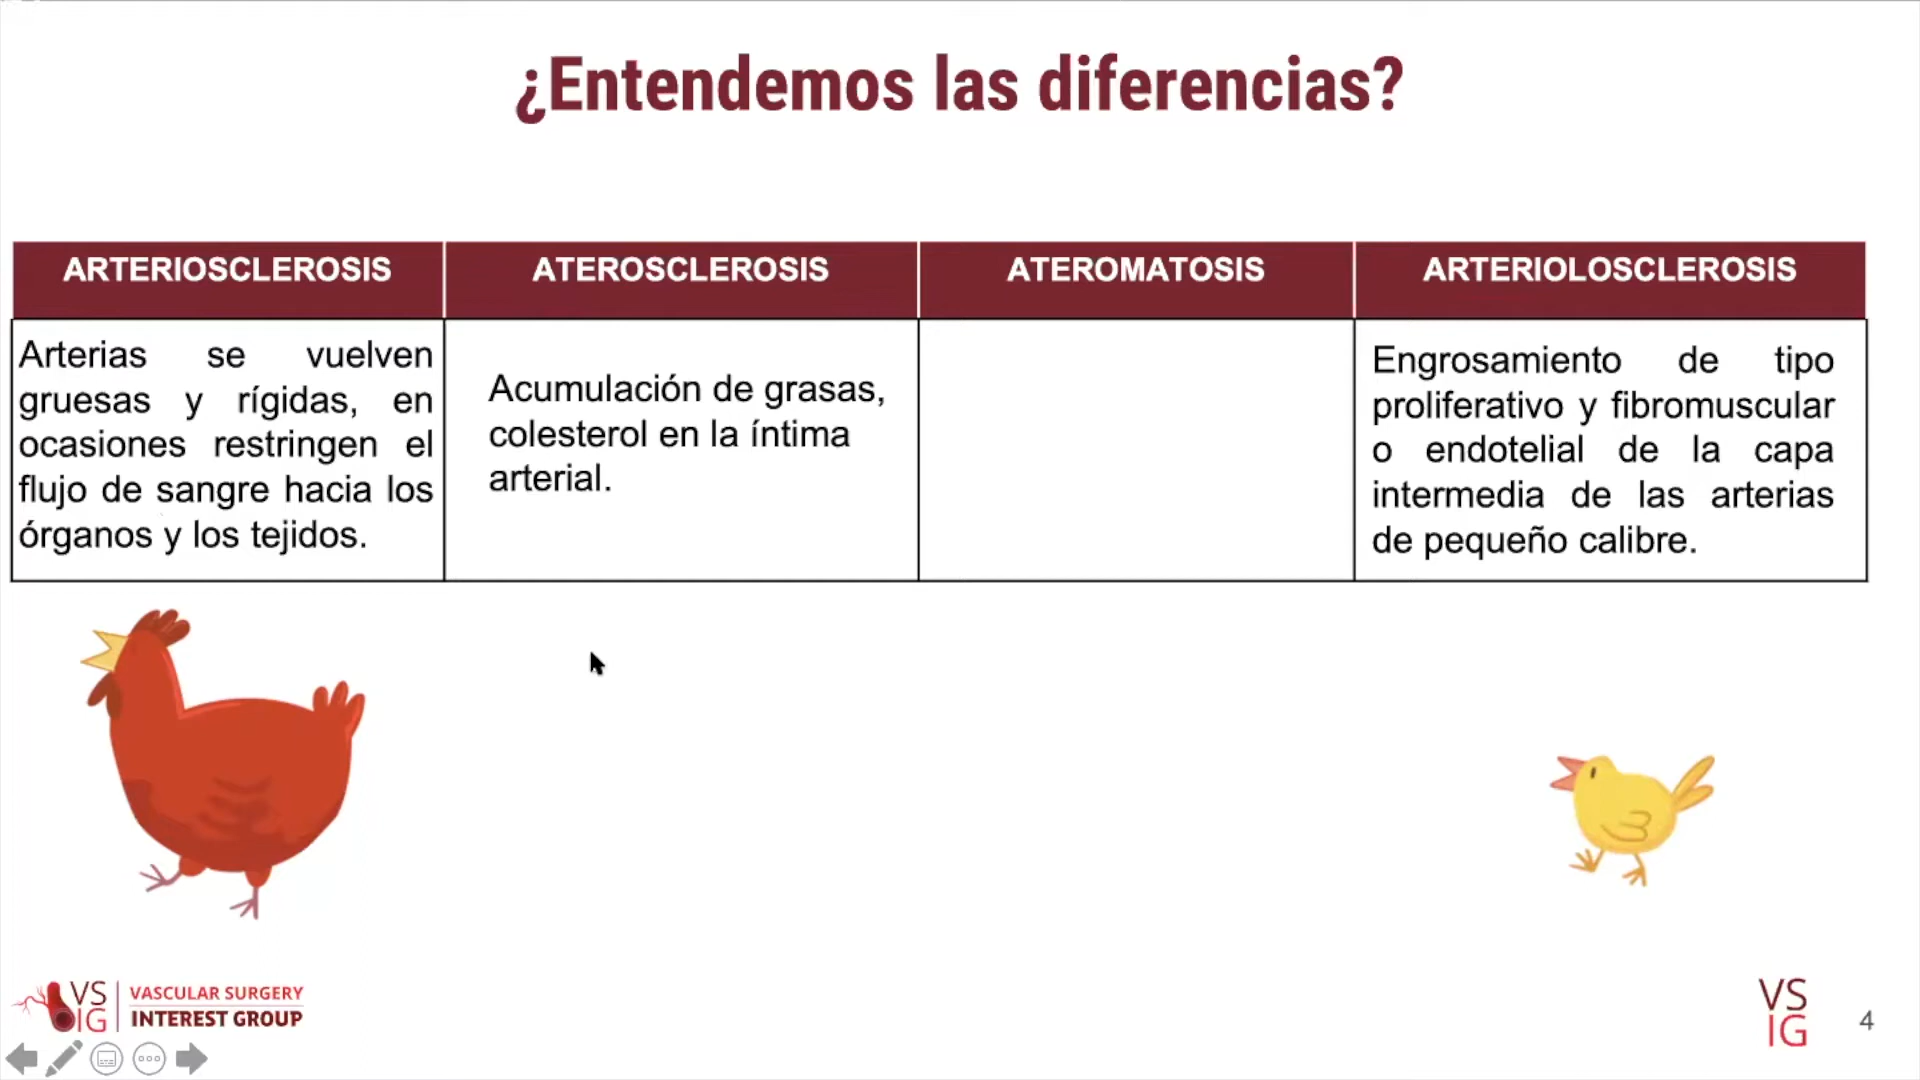 ¿Entendemos las diferencias?
ARTERIOSCLEROSIS
ATEROSCLEROSIS
ATEROMATOSIS
ARTERIOLOSCLEROSIS
Arterias se vuelven
gruesas y rígidas, en
ocasiones restringen el
flujo de sangre hacia los
órganos y los tejidos.
Acumulación de grasas,
colesterol en la íntima
arterial.
Engrosamiento de tipo
proliferativo y fibromuscular
o endotelial de la capa
intermedia de las arterias
de pequeño calibre.
VS
IG
VASCULAR SURGERY
INTEREST GROUP
VS
IG
4